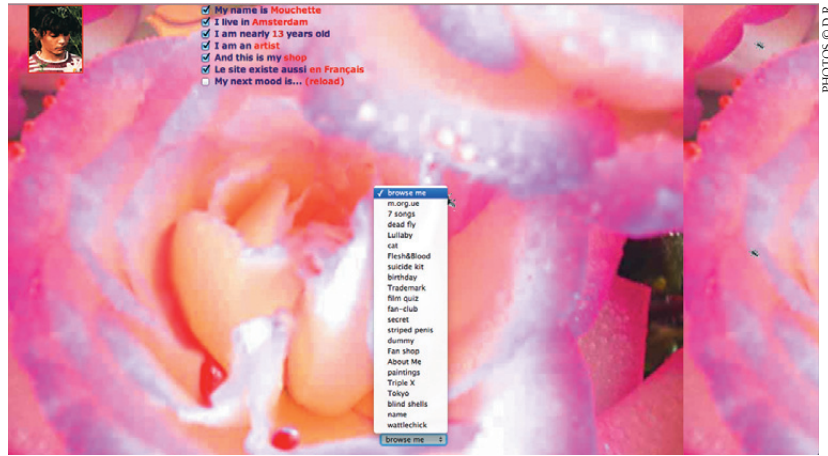 My name is Mouchette
I live in Amsterdam
I am nearly 13 years old
I am an artist
And this is my shop
Le site existe aussi en Français
My next mood is... (reload)
PHOTOS © D.R.
browse me
m.org.ue
7 songs
dead fly
Lullaby
cat
Flesh&Blood
suicide kit
birthday
Trademark
film quiz
fan-club
secret
striped penis
dummy
Fan shop
About Me
paintings
Triple X
Tokyo
blind shells
name
wattlechick
browse me